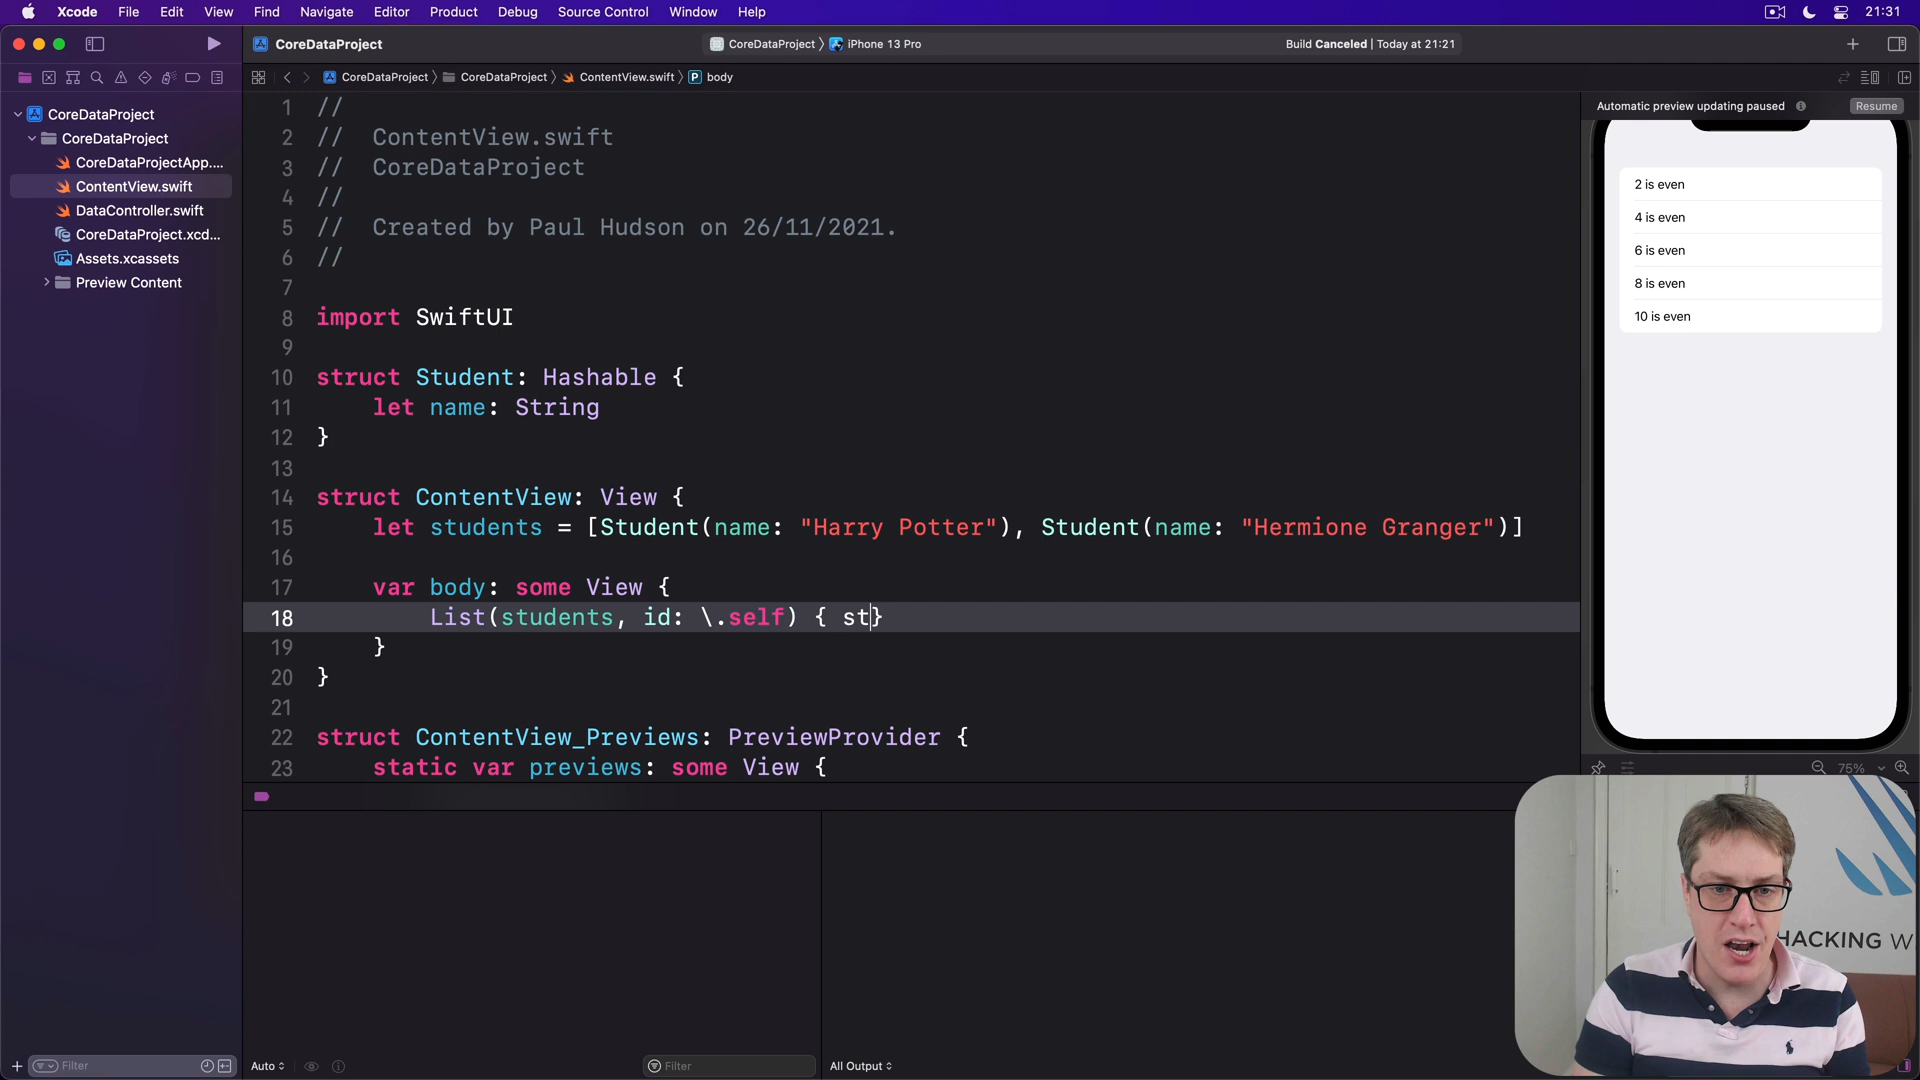 Xcode File Edit View Find Navigate Editor Product Debug Source Control Window Help 21:31
CoreDataProject CoreDataProject iPhone 13 Pro Build Canceled | Today at 21:21
CoreDataProject CoreDataProject ContentView.swift P body
CoreDataProject
CoreDataProject
CoreDataProjectApp....
ContentView.swift
DataController.swift
CoreDataProject.xcd...
Assets.xcassets
Preview Content
1 //
2 // ContentView.swift
3 // CoreDataProject
4 //
5 // Created by Paul Hudson on 26/11/2021.
6 //
7
8 import SwiftUI
9
10 struct Student: Hashable {
11 let name: String
12 }
13
14 struct ContentView: View {
15 let students = [Student(name: "Harry Potter"), Student(name: "Hermione Granger")]
16
17 var body: some View {
18 List(students, id: \.self) { st}
19 }
20 }
21
22 struct ContentView_Previews: PreviewProvider {
23 static var previews: some View {
Automatic preview updating paused Resume
2 is even
4 is even
6 is even
8 is even
10 is even
75%
HACKING W
Filter
Auto
Filter
All Output